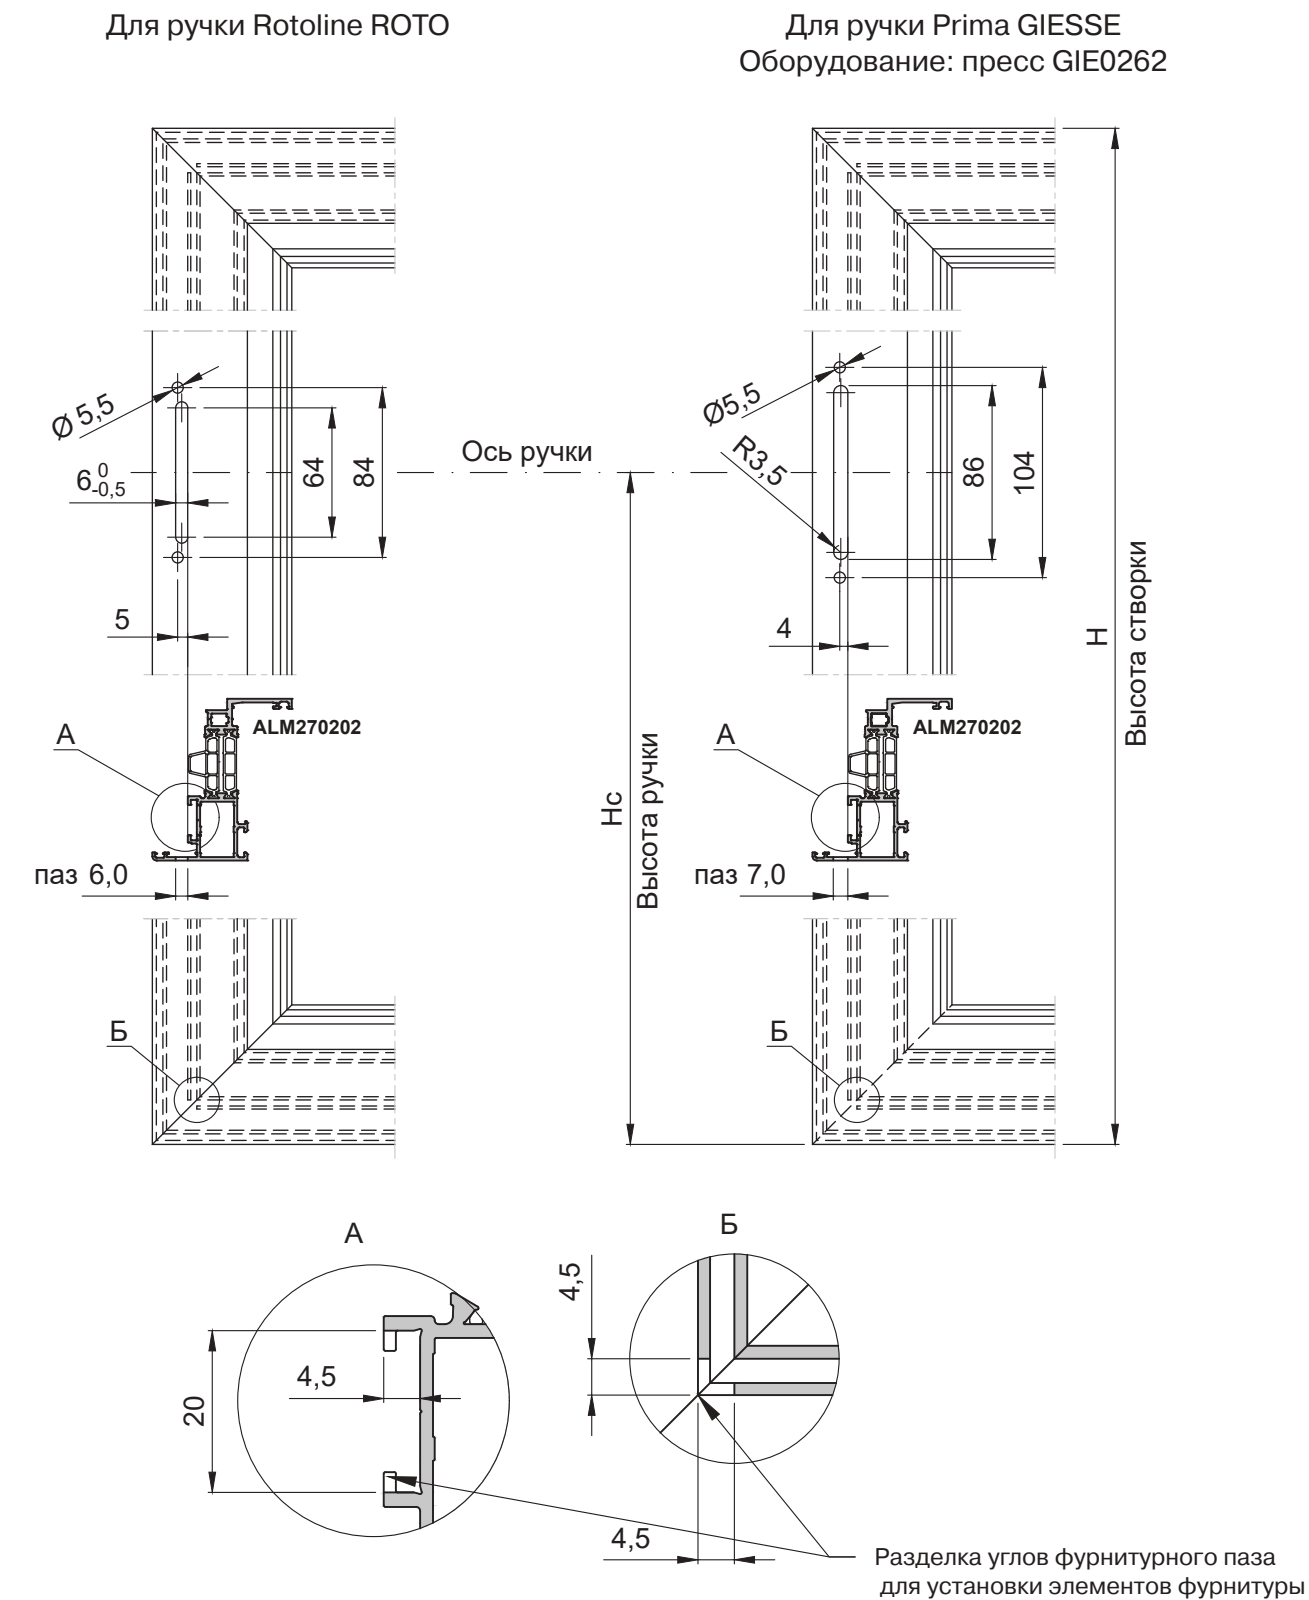 Для ручки Rotoline ROTO
Для ручки Prima GIESSE
Оборудование: пресс GIE0262
Ø 5,5
6 0 -0,5
64
84
5
Ось ручки
Ø5,5
R3,5
86
104
4
А
ALM270202
паз 6,0
Нс
Высота ручки
А
ALM270202
паз 7,0
Н
Высота створки
Б
Б
А
20
4,5
Б
4,5
4,5
Разделка углов фурнитурного паза
для установки элементов фурнитуры